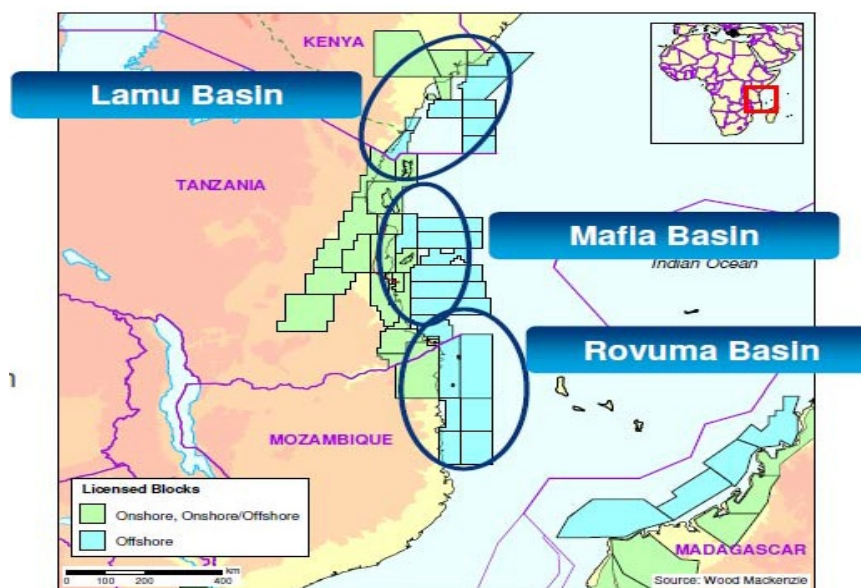 KENYA
Lamu Basin
TANZANIA
Mafia Basin
Indian Ocean
Rovuma Basin
n
MOZAMBIQUE
Licensed Blocks
Onshore, Onshore/Offshore
Offshore
MADAGASCAR
km
0 100 200 400
Source: Wood Mackenzie